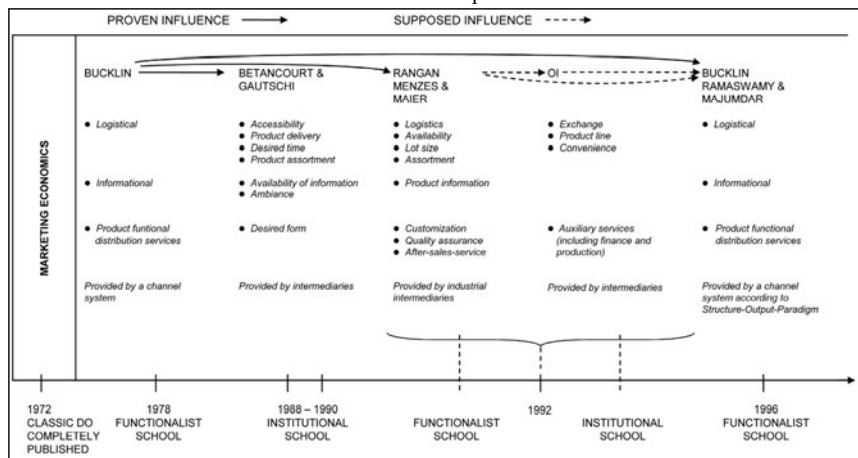 PROVEN INFLUENCE
SUPPOSED INFLUENCE
MARKETING ECONOMICS
BUCKLIN
BETANCOURT &
GAUTSCHI
RANGAN
MENZES &
MAIER
OI
BUCKLIN
RAMASWAMY &
MAJUMDAR
• Logistical
• Accessibility
• Product delivery
• Desired time
• Product assortment
• Logistics
• Availability
• Lot size
• Assortment
• Exchange
• Product line
• Convenience
• Logistical
• Informational
• Availability of information
• Ambiance
• Product information
• Informational
• Product funtional
distribution services
• Desired form
• Customization
• Quality assurance
• After-sales-service
• Auxiliary services
(including finance and
production)
• Product functional
distribution services
Provided by a channel
system
Provided by intermediaries
Provided by industrial
intermediaries
Provided by intermediaries
Provided by a channel
system according to
Structure-Output-Paradigm
1972
CLASSIC DO
COMPLETELY
PUBLISHED
1978
FUNCTIONALIST
SCHOOL
1988 – 1990
INSTITUTIONAL
SCHOOL
FUNCTIONALIST
SCHOOL
1992
INSTITUTIONAL
SCHOOL
1996
FUNCTIONALIST
SCHOOL